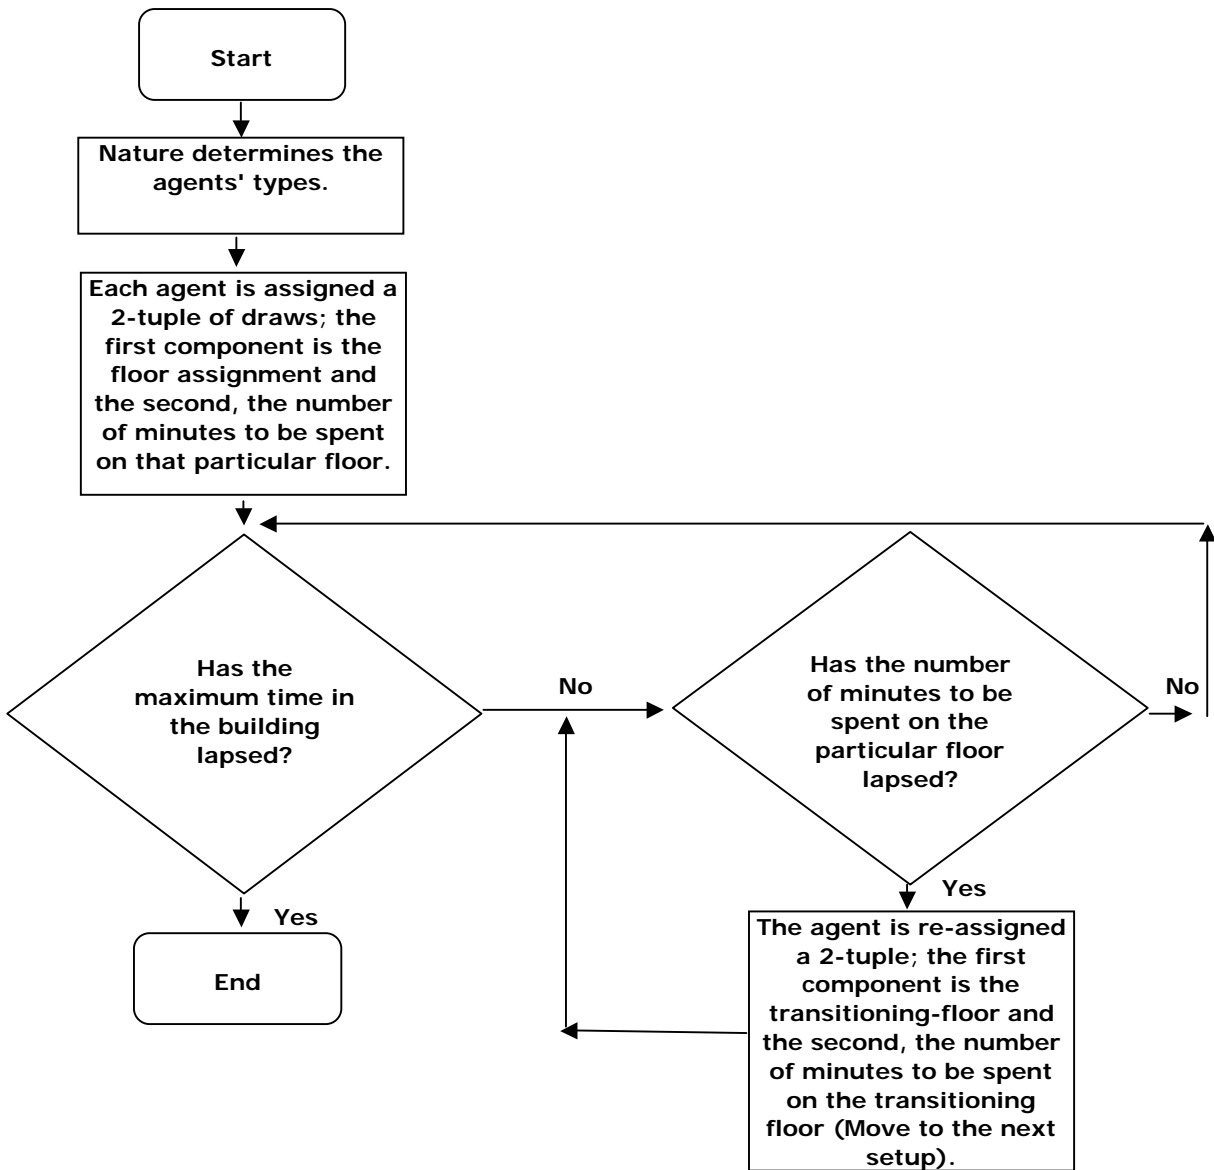 Start
Nature determines the
agents' types.
Each agent is assigned a
2-tuple of draws; the
first component is the
floor assignment and
the second, the number
of minutes to be spent
on that particular floor.
Has the
maximum time in
the building
lapsed?
No
Has the number
of minutes to be
spent on the
particular floor
lapsed?
No
Yes
End
Yes
The agent is re-assigned
a 2-tuple; the first
component is the
transitioning-floor and
the second, the number
of minutes to be spent
on the transitioning
floor (Move to the next
setup).